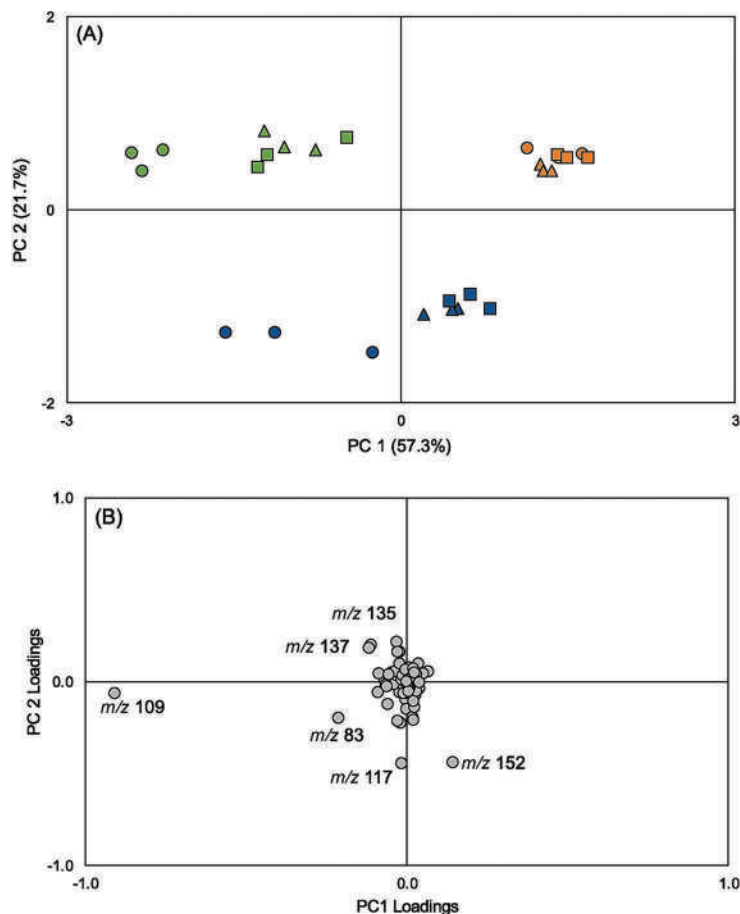 (A)
2
0
-2
PC 2 (21.7%)
-3
0
3
PC 1 (57.3%)
(B)
1.0
0.0
-1.0
PC 2 Loadings
m/z 135
m/z 137
m/z 109
m/z 83
m/z 117
m/z 152
-1.0
0.0
1.0
PC1 Loadings